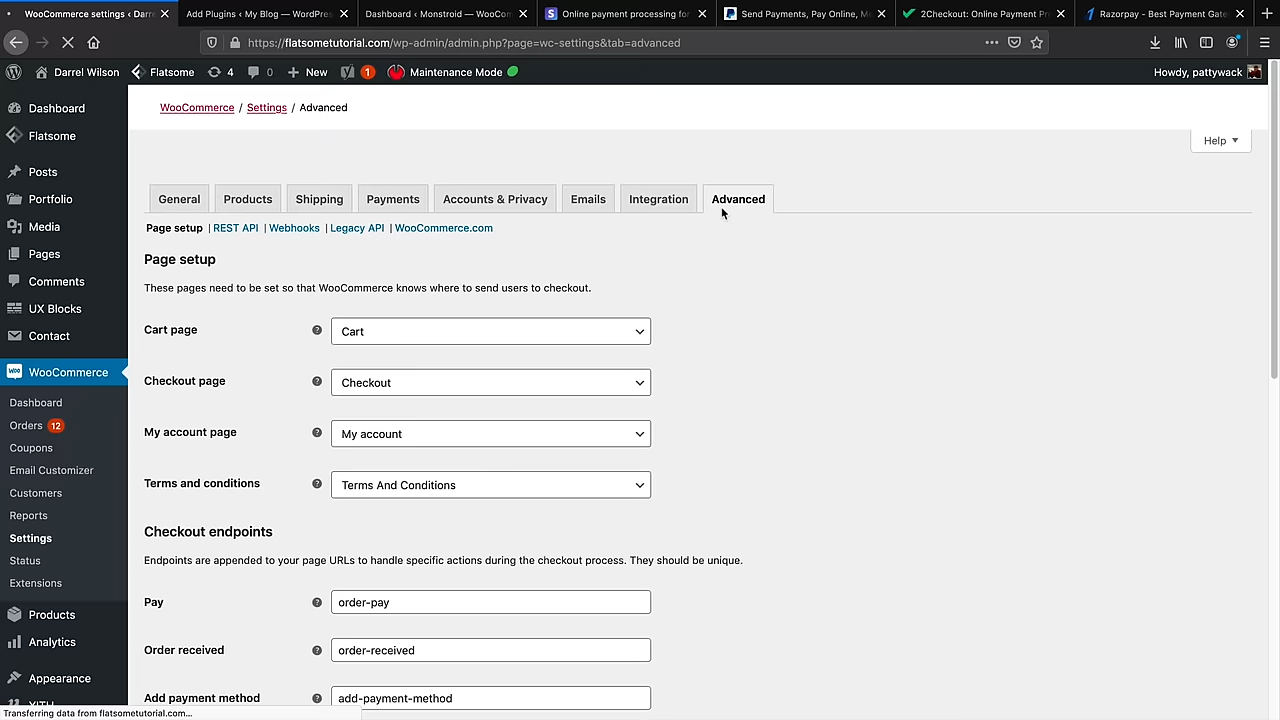 WooCommerce settings ‹ Darrel
Add Plugins ‹ My Blog — WordPres
Dashboard ‹ Monstroid — WooCom
Online payment processing for
Send Payments, Pay Online, Me
2Checkout: Online Payment Pr
Razorpay - Best Payment Gate
https://flatsometutorial.com/wp-admin/admin.php?page=wc-settings&tab=advanced
Darrel Wilson
Flatsome
4
0
New
1
Maintenance Mode
Howdy, pattywack
Dashboard
Flatsome
Posts
Portfolio
Media
Pages
Comments
UX Blocks
Contact
WooCommerce
Dashboard
Orders 12
Coupons
Email Customizer
Customers
Reports
Settings
Status
Extensions
Products
Analytics
Appearance
YITH
WooCommerce / Settings / Advanced
Help
General
Products
Shipping
Payments
Accounts & Privacy
Emails
Integration
Advanced
Page setup | REST API | Webhooks | Legacy API | WooCommerce.com
Page setup
These pages need to be set so that WooCommerce knows where to send users to checkout.
Cart page
Cart
Checkout page
Checkout
My account page
My account
Terms and conditions
Terms And Conditions
Checkout endpoints
Endpoints are appended to your page URLs to handle specific actions during the checkout process. They should be unique.
Pay
order-pay
Order received
order-received
Add payment method
add-payment-method
Transferring data from flatsometutorial.com...